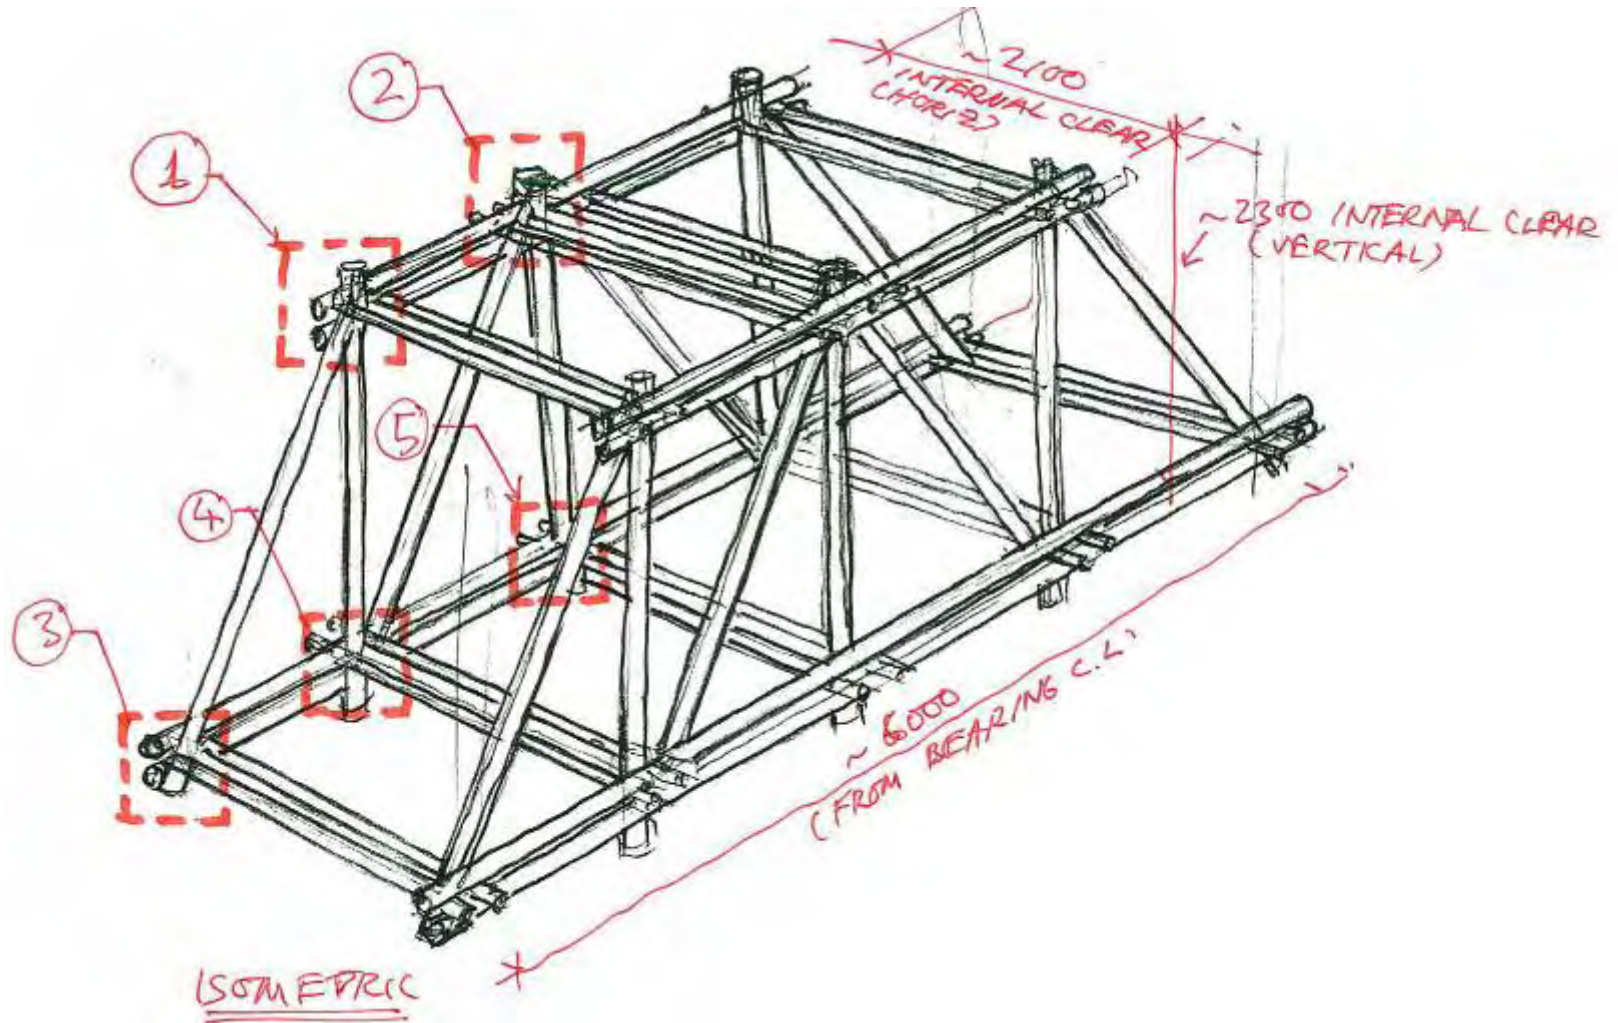 2
1
~ 2100
INTERNAL CLEAR
(HORIZ)
~ 2300 INTERNAL CLEAR
(VERTICAL)
5
4
3
~ 6000
(FROM BEARING C.L.)
ISOMETRIC